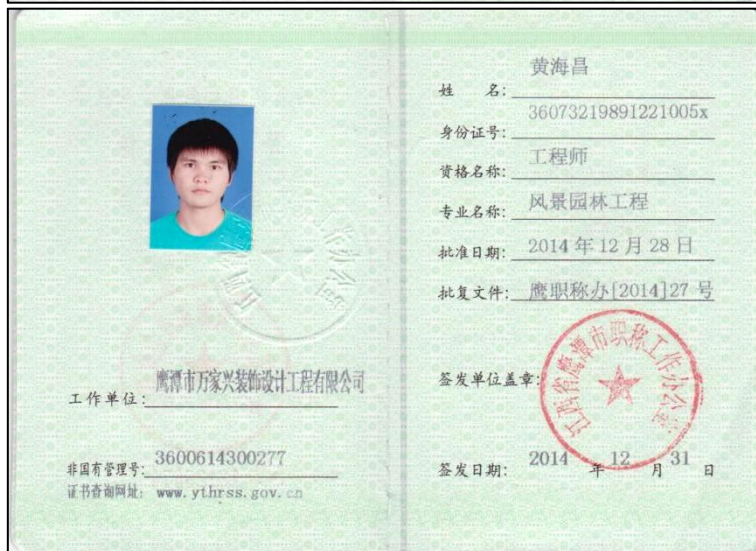 工作单位:鹰潭市万家兴装饰设计工程有限公司
非国有管理号:3600614300277
证书查询网址: www.ythrss.gov.cn
姓 名:黄海昌
身份证号:36073219891221005x
资格名称:工程师
专业名称:风景园林工程
批准日期:2014 年 12 月 28 日
批复文件:鹰职称办[2014]27 号
签发单位盖章:
江西省鹰潭市职称工作办公室
签发日期: 2014 年 12 月 31 日